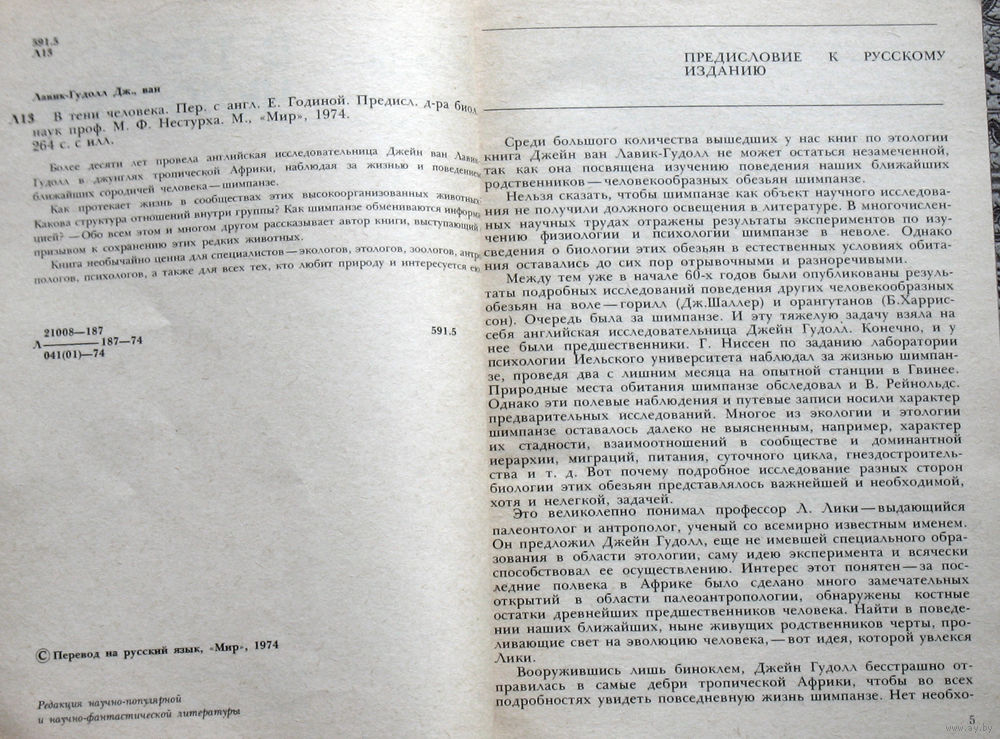 591.5
Л13
Лавик-Гудолл Дж., ван
Л13 В тени человека. Пер. с англ. Е. Годиной. Предисл. д-ра биол.
наук проф. М. Ф. Нестурха. М., «Мир», 1974.
264 с. с илл.
Более десяти лет провела английская исследовательница Джейн ван Лавик-
Гудолл в джунглях тропической Африки, наблюдая за жизнью и поведением
ближайших сородичей человека — шимпанзе.
Как протекает жизнь в сообществах этих высокоорганизованных животных?
Какова структура отношений внутри группы? Как шимпанзе обмениваются информа
цией? — Обо всем этом и многом другом рассказывает автор книги, выступающий
призывом к сохранению этих редких животных.
Книга необычайно ценна для специалистов — экологов, этологов, зоологов, антро
пологов, психологов, а также для всех тех, кто любит природу и интересуется ею
21008—187
Л 187—74 591.5
041(01)—74
© Перевод на русский язык, «Мир», 1974
Редакция научно-популярной
и научно-фантастической литературы
ПРЕДИСЛОВИЕ К РУССКОМУ
ИЗДАНИЮ
Среди большого количества вышедших у нас книг по этологии
книга Джейн ван Лавик-Гудолл не может остаться незамеченной,
так как она посвящена изучению поведения наших ближайших
родственников — человекообразных обезьян шимпанзе.
Нельзя сказать, чтобы шимпанзе как объект научного исследова-
ния не получили должного освещения в литературе. В многочислен-
ных научных трудах отражены результаты экспериментов по изу-
чению физиологии и психологии шимпанзе в неволе. Однако
сведения о биологии этих обезьян в естественных условиях обита-
ния оставались до сих пор отрывочными и разноречивыми.
Между тем уже в начале 60-х годов были опубликованы резуль-
таты подробных исследований поведения других человекообразных
обезьян на воле — горилл (Дж.Шаллер) и орангутанов (Б.Харрис-
сон). Очередь была за шимпанзе. И эту тяжелую задачу взяла на
себя английская исследовательница Джейн Гудолл. Конечно, и у
нее были предшественники. Г. Ниссен по заданию лаборатории
психологии Иельского университета наблюдал за жизнью шимпан-
зе, проведя два с лишним месяца на опытной станции в Гвинее.
Природные места обитания шимпанзе обследовал и В. Рейнольдс.
Однако эти полевые наблюдения и путевые записи носили характер
предварительных исследований. Многое из экологии и этологии
шимпанзе оставалось далеко не выясненным, например, характер
их стадности, взаимоотношений в сообществе и доминантной
иерархии, миграций, питания, суточного цикла, гнездостроитель-
ства и т. д. Вот почему подробное исследование разных сторон
биологии этих обезьян представлялось важнейшей и необходимой,
хотя и нелегкой, задачей.
Это великолепно понимал профессор Л. Лики — выдающийся
палеонтолог и антрополог, ученый со всемирно известным именем.
Он предложил Джейн Гудолл, еще не имевшей специального обра-
зования в области этологии, саму идею эксперимента и всячески
способствовал ее осуществлению. Интерес этот понятен — за пос-
ледние полвека в Африке было сделано много замечательных
открытий в области палеоантропологии, обнаружены костные
остатки древнейших предшественников человека. Найти в поведе-
нии наших ближайших, ныне живущих родственников черты, про-
ливающие свет на эволюцию человека, — вот идея, которой увлекся
Лики.
Вооружившись лишь биноклем, Джейн Гудолл бесстрашно от-
правилась в самые дебри тропической Африки, чтобы во всех
подробностях увидеть повседневную жизнь шимпанзе. Нет необхо-
5
www.ay.by